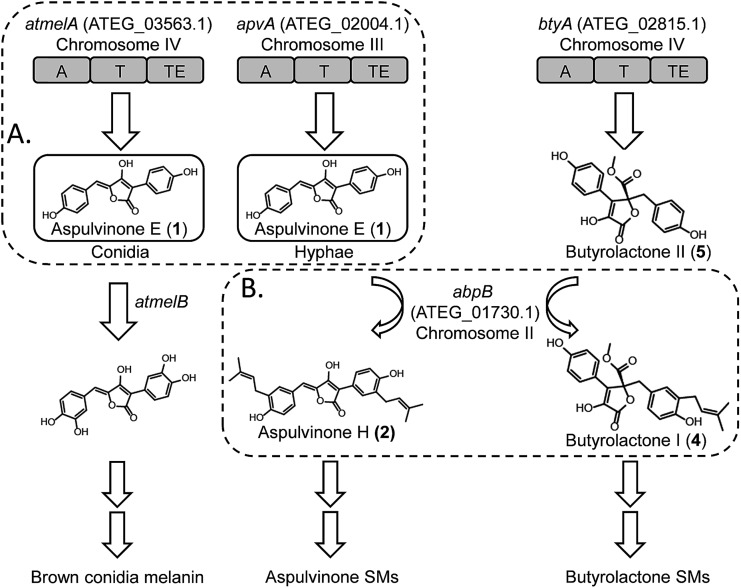 atmelA (ATEG_03563.1)
Chromosome IV
A T TE
apvA (ATEG_02004.1)
Chromosome III
A T TE
btyA (ATEG_02815.1)
Chromosome IV
A T TE
A.
OH
OH
HO
O
O
Aspulvinone E (1)
Conidia
OH
OH
HO
O
O
Aspulvinone E (1)
Hyphae
HO
O
O
HO
O
O
OH
Butyrolactone II (5)
atmelB
B.
abpB
(ATEG_01730.1)
Chromosome II
OH
OH
OH
OH
OH
O
O
OH
OH
OH
O
O
Aspulvinone H (2)
HO
O
O
HO
O
O
OH
Butyrolactone I (4)
Brown conidia melanin
Aspulvinone SMs
Butyrolactone SMs